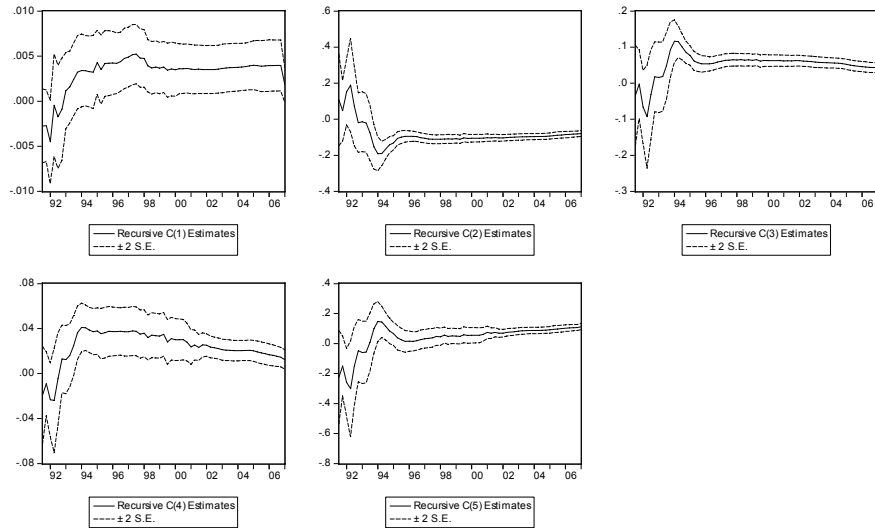 .010
.005
.000
-.005
-.010
92 94 96 98 00 02 04 06
Recursive C(1) Estimates
± 2 S.E.
.6
.4
.2
.0
-.2
-.4
92 94 96 98 00 02 04 06
Recursive C(2) Estimates
± 2 S.E.
.2
.1
.0
-.1
-.2
-.3
92 94 96 98 00 02 04 06
Recursive C(3) Estimates
± 2 S.E.
.08
.04
.00
-.04
-.08
92 94 96 98 00 02 04 06
Recursive C(4) Estimates
± 2 S.E.
.4
.2
.0
-.2
-.4
-.6
-.8
92 94 96 98 00 02 04 06
Recursive C(5) Estimates
± 2 S.E.